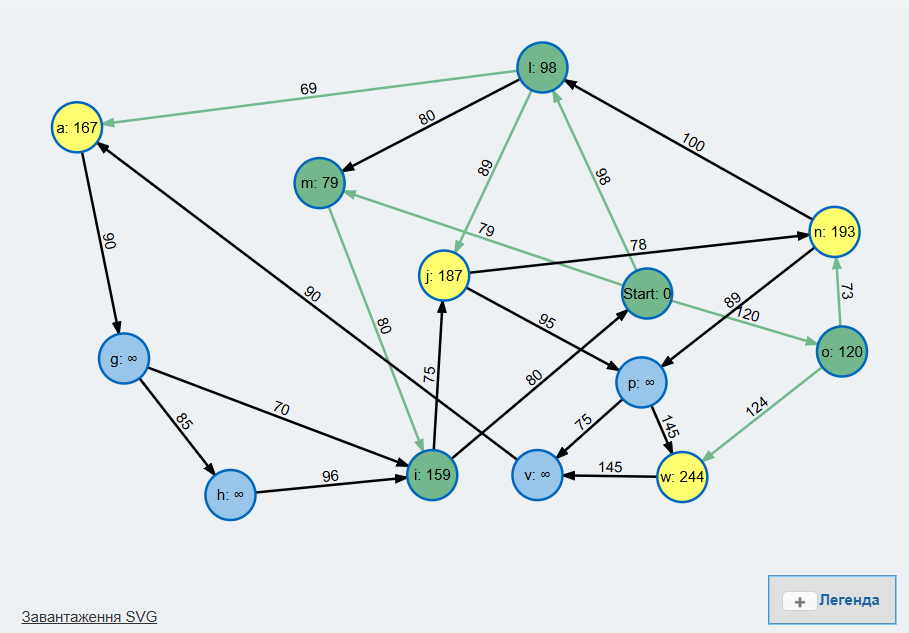 l: 98
69
a: 167
80
100
89
98
m: 79
79
n: 193
90
78
j: 187
73
90
Start: 0
89
120
95
80
o: 120
g: ∞
75
80
p: ∞
70
124
85
75
145
145
i: 159
v: ∞
w: 244
96
h: ∞
+ Легенда
Завантаження SVG